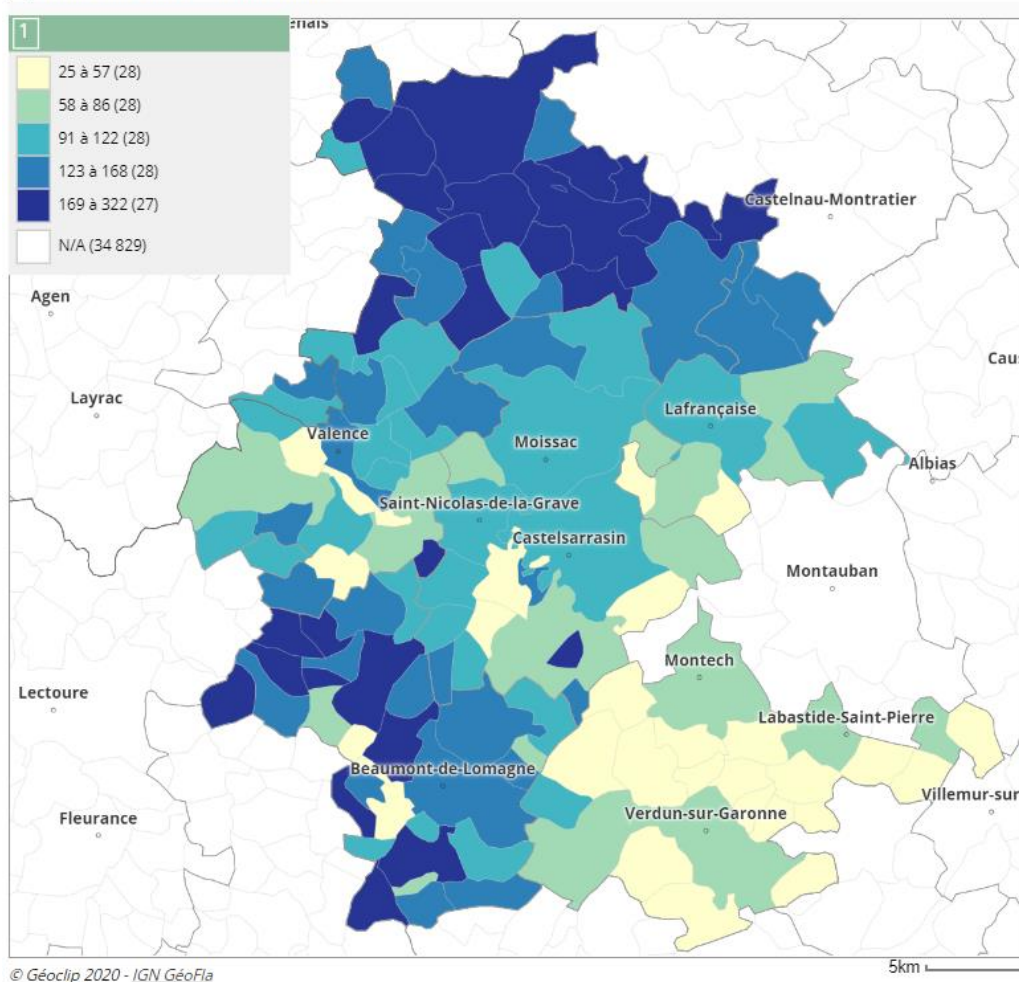 1
25 à 57 (28)
58 à 86 (28)
91 à 122 (28)
123 à 168 (28)
169 à 322 (27)
N/A (34 829)
Castelnau-Montratier
Agen
Layrac
Lafrançaise
Valence
Moissac
Albias
Saint-Nicolas-de-la-Grave
Castelsarrasin
Montauban
Montech
Lectoure
Labastide-Saint-Pierre
Beaumont-de-Lomagne
Villemur-sur
Fleurance
Verdun-sur-Garonne
5km
© Géoclip 2020 - IGN GéoFla